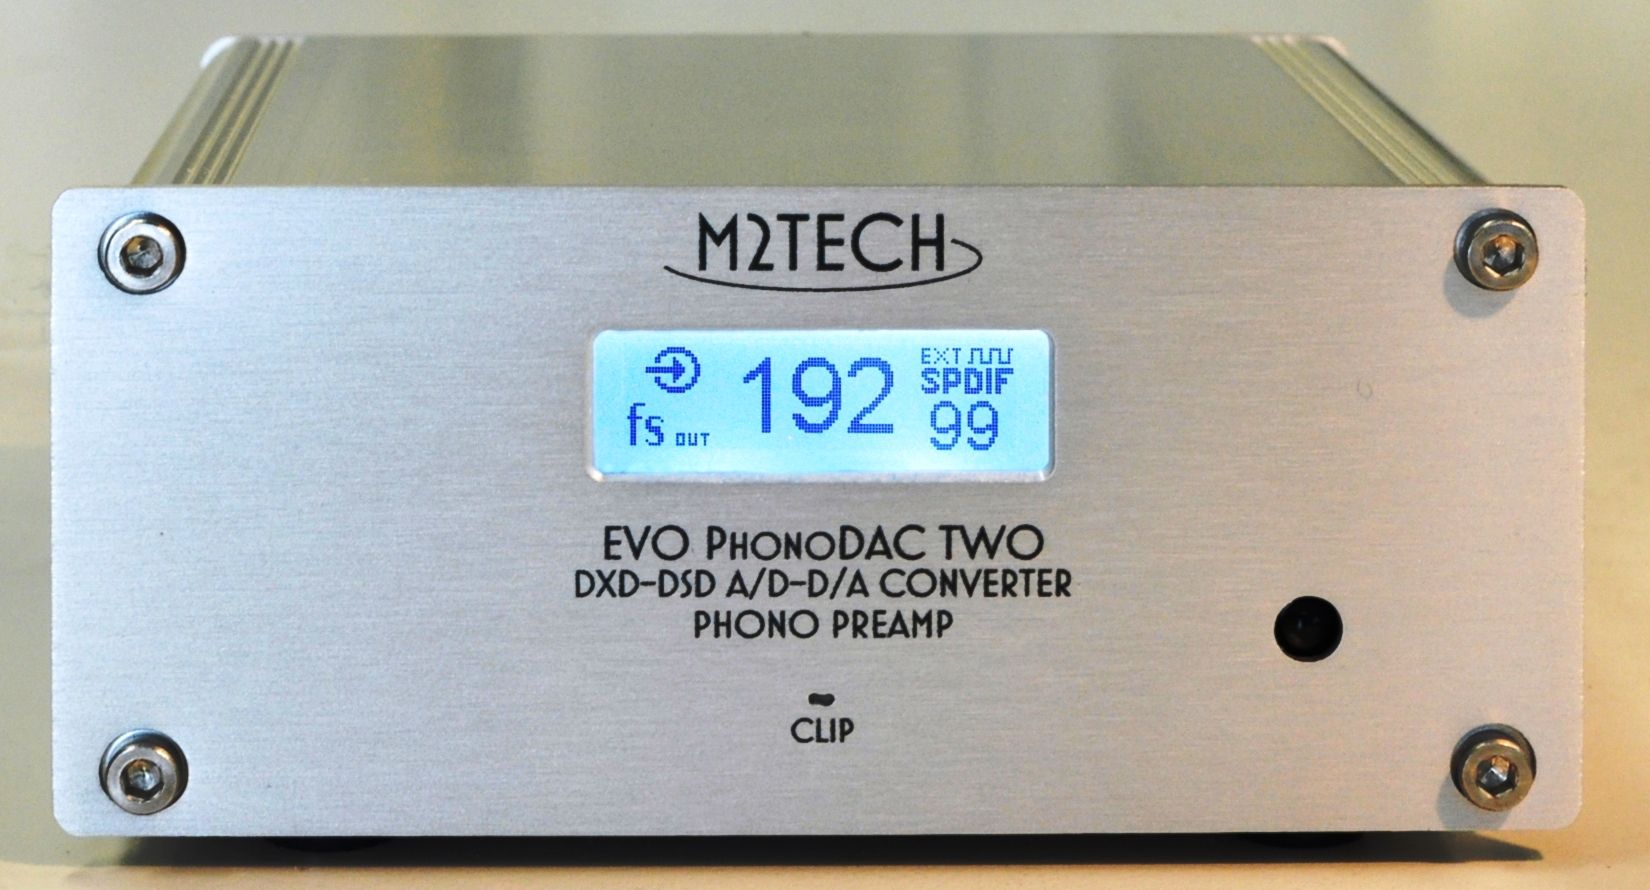 M2TECH
EXT
fs OUT 192 SPDIF
99
EVO PHONODAC TWO
DXD-DSD A/D-D/A CONVERTER
PHONO PREAMP
CLIP